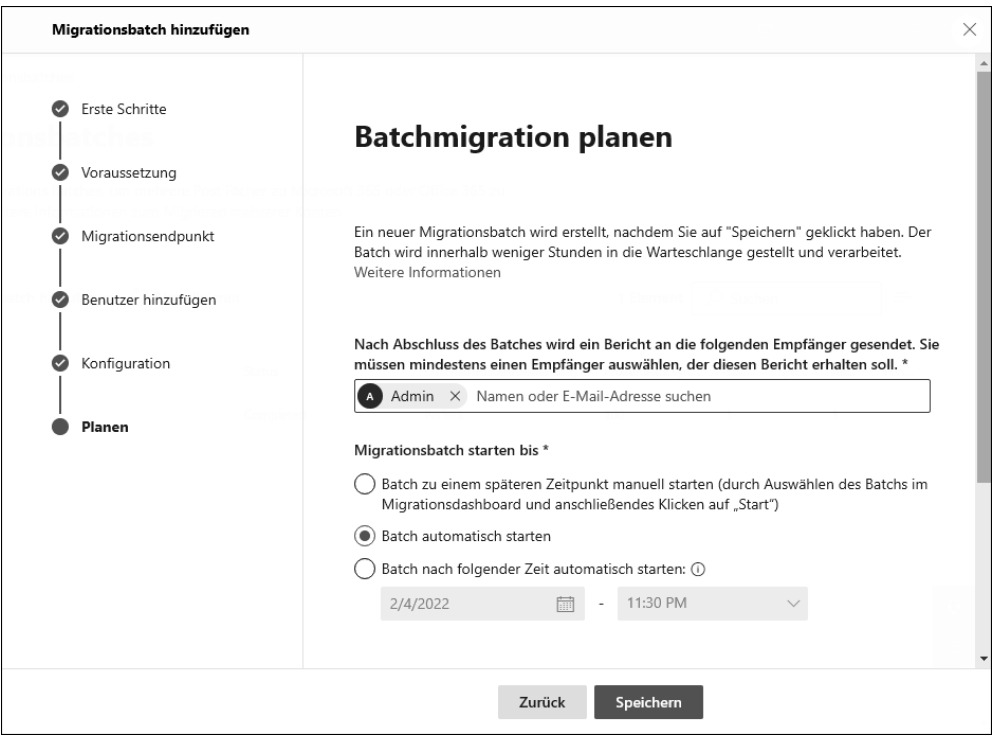 Migrationsbatch hinzufügen
Erste Schritte
Voraussetzung
Migrationsendpunkt
Benutzer hinzufügen
Konfiguration
Planen
Batchmigration planen
Ein neuer Migrationsbatch wird erstellt, nachdem Sie auf "Speichern" geklickt haben. Der
Batch wird innerhalb weniger Stunden in die Warteschlange gestellt und verarbeitet.
Weitere Informationen
Nach Abschluss des Batches wird ein Bericht an die folgenden Empfänger gesendet. Sie
müssen mindestens einen Empfänger auswählen, der diesen Bericht erhalten soll. *
A Admin Namen oder E-Mail-Adresse suchen
Migrationsbatch starten bis *
Batch zu einem späteren Zeitpunkt manuell starten (durch Auswählen des Batchs im
Migrationsdashboard und anschließendes Klicken auf „Start“)
Batch automatisch starten
Batch nach folgender Zeit automatisch starten:
2/4/2022 - 11:30 PM
Zurück Speichern